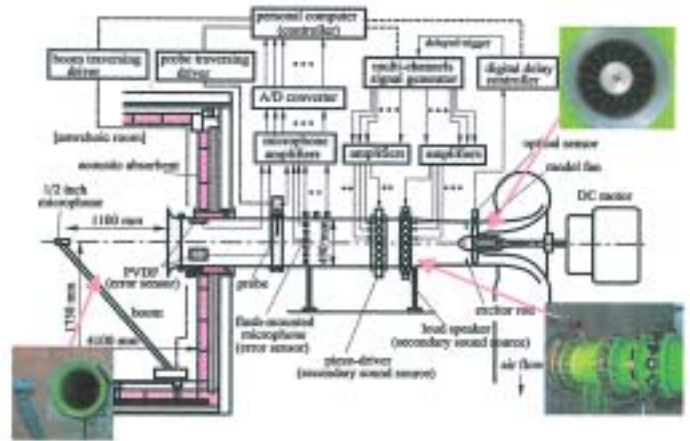 personal computer
(controller)
delayed trigger
boom traversing
driver
probe traversing
driver
multi-channels
signal generator
digital delay
controller
A/D converter
[anechoic room]
microphone
amplifiers
amplifiers
amplifiers
optical sensor
model fan
acoustic absorbent
1/2 inch
microphone
1100 mm
DC motor
PVDF
(error sensor)
probe
1750 mm
boom
4100 mm
flush-mounted
microphone
(error sensor)
loud speaker
(secondary sound source)
piezo-driver
(secondary sound source)
air flow